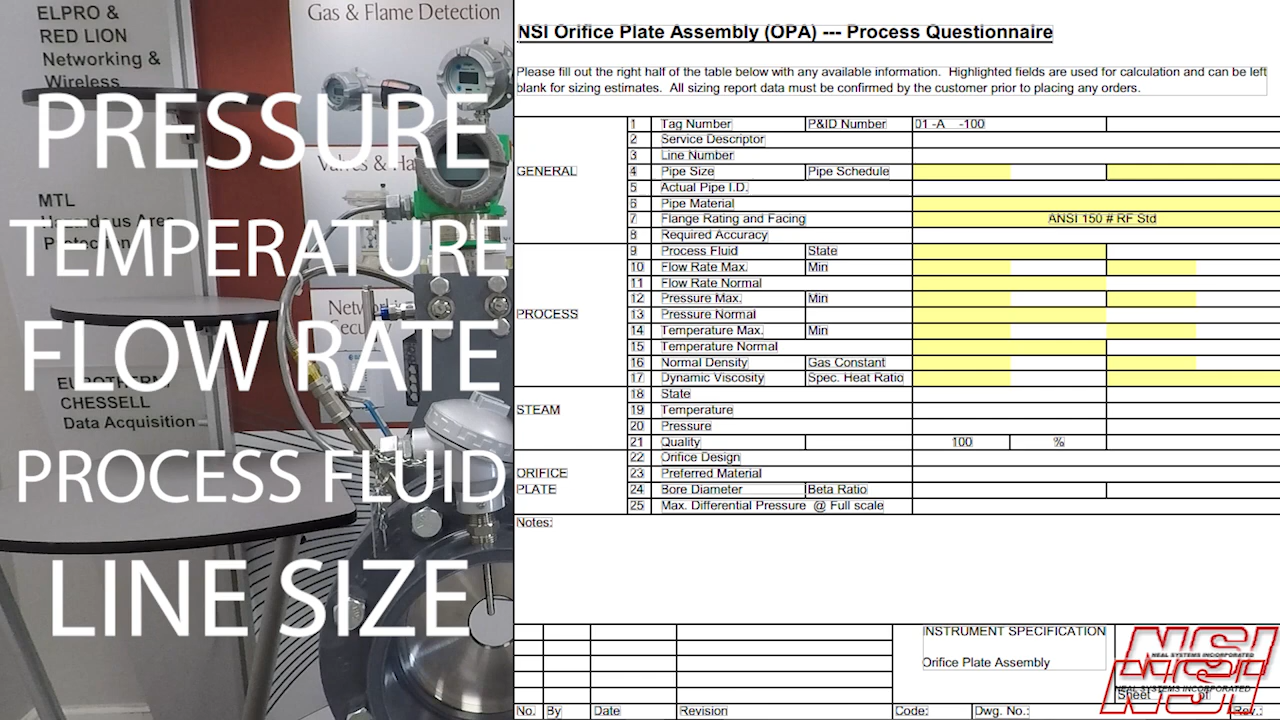 ELPRO &
RED LION
Networking &
Wireless
Gas & Flame Detection
PRESSURE
MTL
Hazardous Area
TEMPERATURE
FLOW RATE
EUROTHERM
CHESSELL
Data Acquisition
PROCESS FLUID
LINE SIZE
NSI Orifice Plate Assembly (OPA) --- Process Questionnaire
Please fill out the right half of the table below with any available information. Highlighted fields are used for calculation and can be left
blank for sizing estimates. All sizing report data must be confirmed by the customer prior to placing any orders.
1 Tag Number P&ID Number 01 -A -100
2 Service Descriptor
3 Line Number
GENERAL 4 Pipe Size Pipe Schedule
5 Actual Pipe I.D.
6 Pipe Material
7 Flange Rating and Facing ANSI 150 # RF Std
8 Required Accuracy
9 Process Fluid State
10 Flow Rate Max. Min
11 Flow Rate Normal
12 Pressure Max. Min
PROCESS 13 Pressure Normal
14 Temperature Max. Min
15 Temperature Normal
16 Normal Density Gas Constant
17 Dynamic Viscosity Spec. Heat Ratio
18 State
STEAM 19 Temperature
20 Pressure
21 Quality 100 %
22 Orifice Design
ORIFICE 23 Preferred Material
PLATE 24 Bore Diameter Beta Ratio
25 Max. Differential Pressure @ Full scale
Notes:
INSTRUMENT SPECIFICATION
Orifice Plate Assembly
NSI
NEAL SYSTEMS INCORPORATED
NSI
NEAL SYSTEMS INCORPORATED
Sheet of
No. By Date Revision Code: Dwg. No.: Rev.: